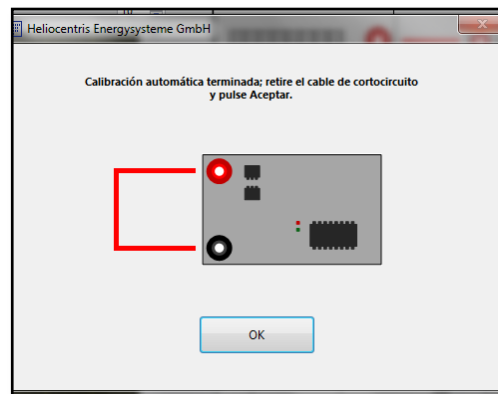 Heliocentris Energysysteme GmbH
Calibración automática terminada; retire el cable de cortocircuito
y pulse Aceptar.
OK